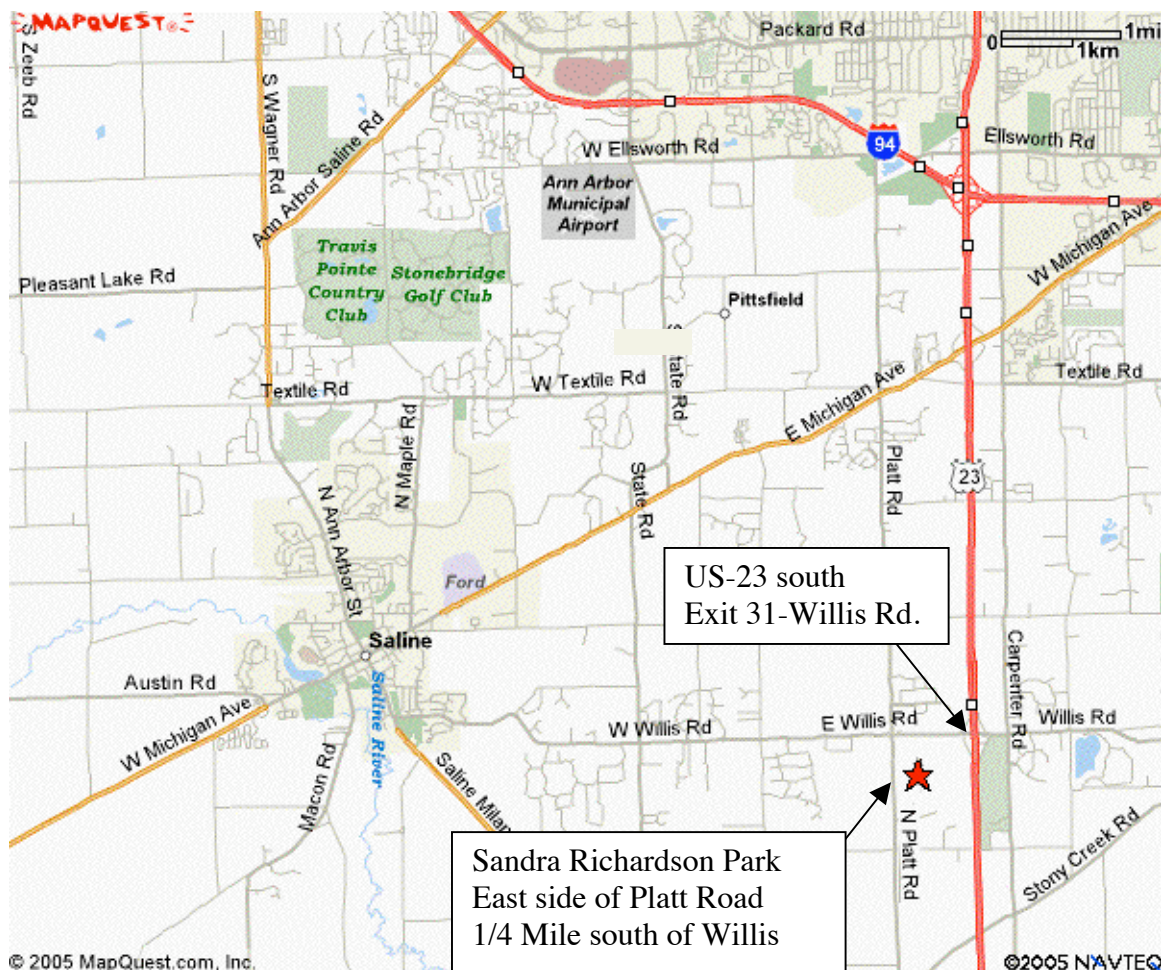 MAPQUEST
Packard Rd
0 1mi
1km
S Zeeb Rd
S Wagner Rd
Ann Arbor Saline Rd
W Ellsworth Rd
94
Ellsworth Rd
Ann Arbor
Municipal
Airport
W Michigan Ave
Travis
Pointe
Country
Club
Stonebridge
Golf Club
Pleasant Lake Rd
Pittsfield
S State Rd
Textile Rd
W Textile Rd
Textile Rd
E Michigan Ave
N Maple Rd
Platt Rd
23
State Rd
N Ann Arbor St
Ford
US-23 south
Exit 31-Willis Rd.
Saline
Carpenter Rd
Austin Rd
Saline River
W Michigan Ave
W Willis Rd
E Willis Rd
Willis Rd
Macon Rd
Saline Milan
N Platt Rd
Stony Creek Rd
Sandra Richardson Park
East side of Platt Road
1/4 Mile south of Willis
© 2005 MapQuest.com, Inc.
©2005 NAVTEQ